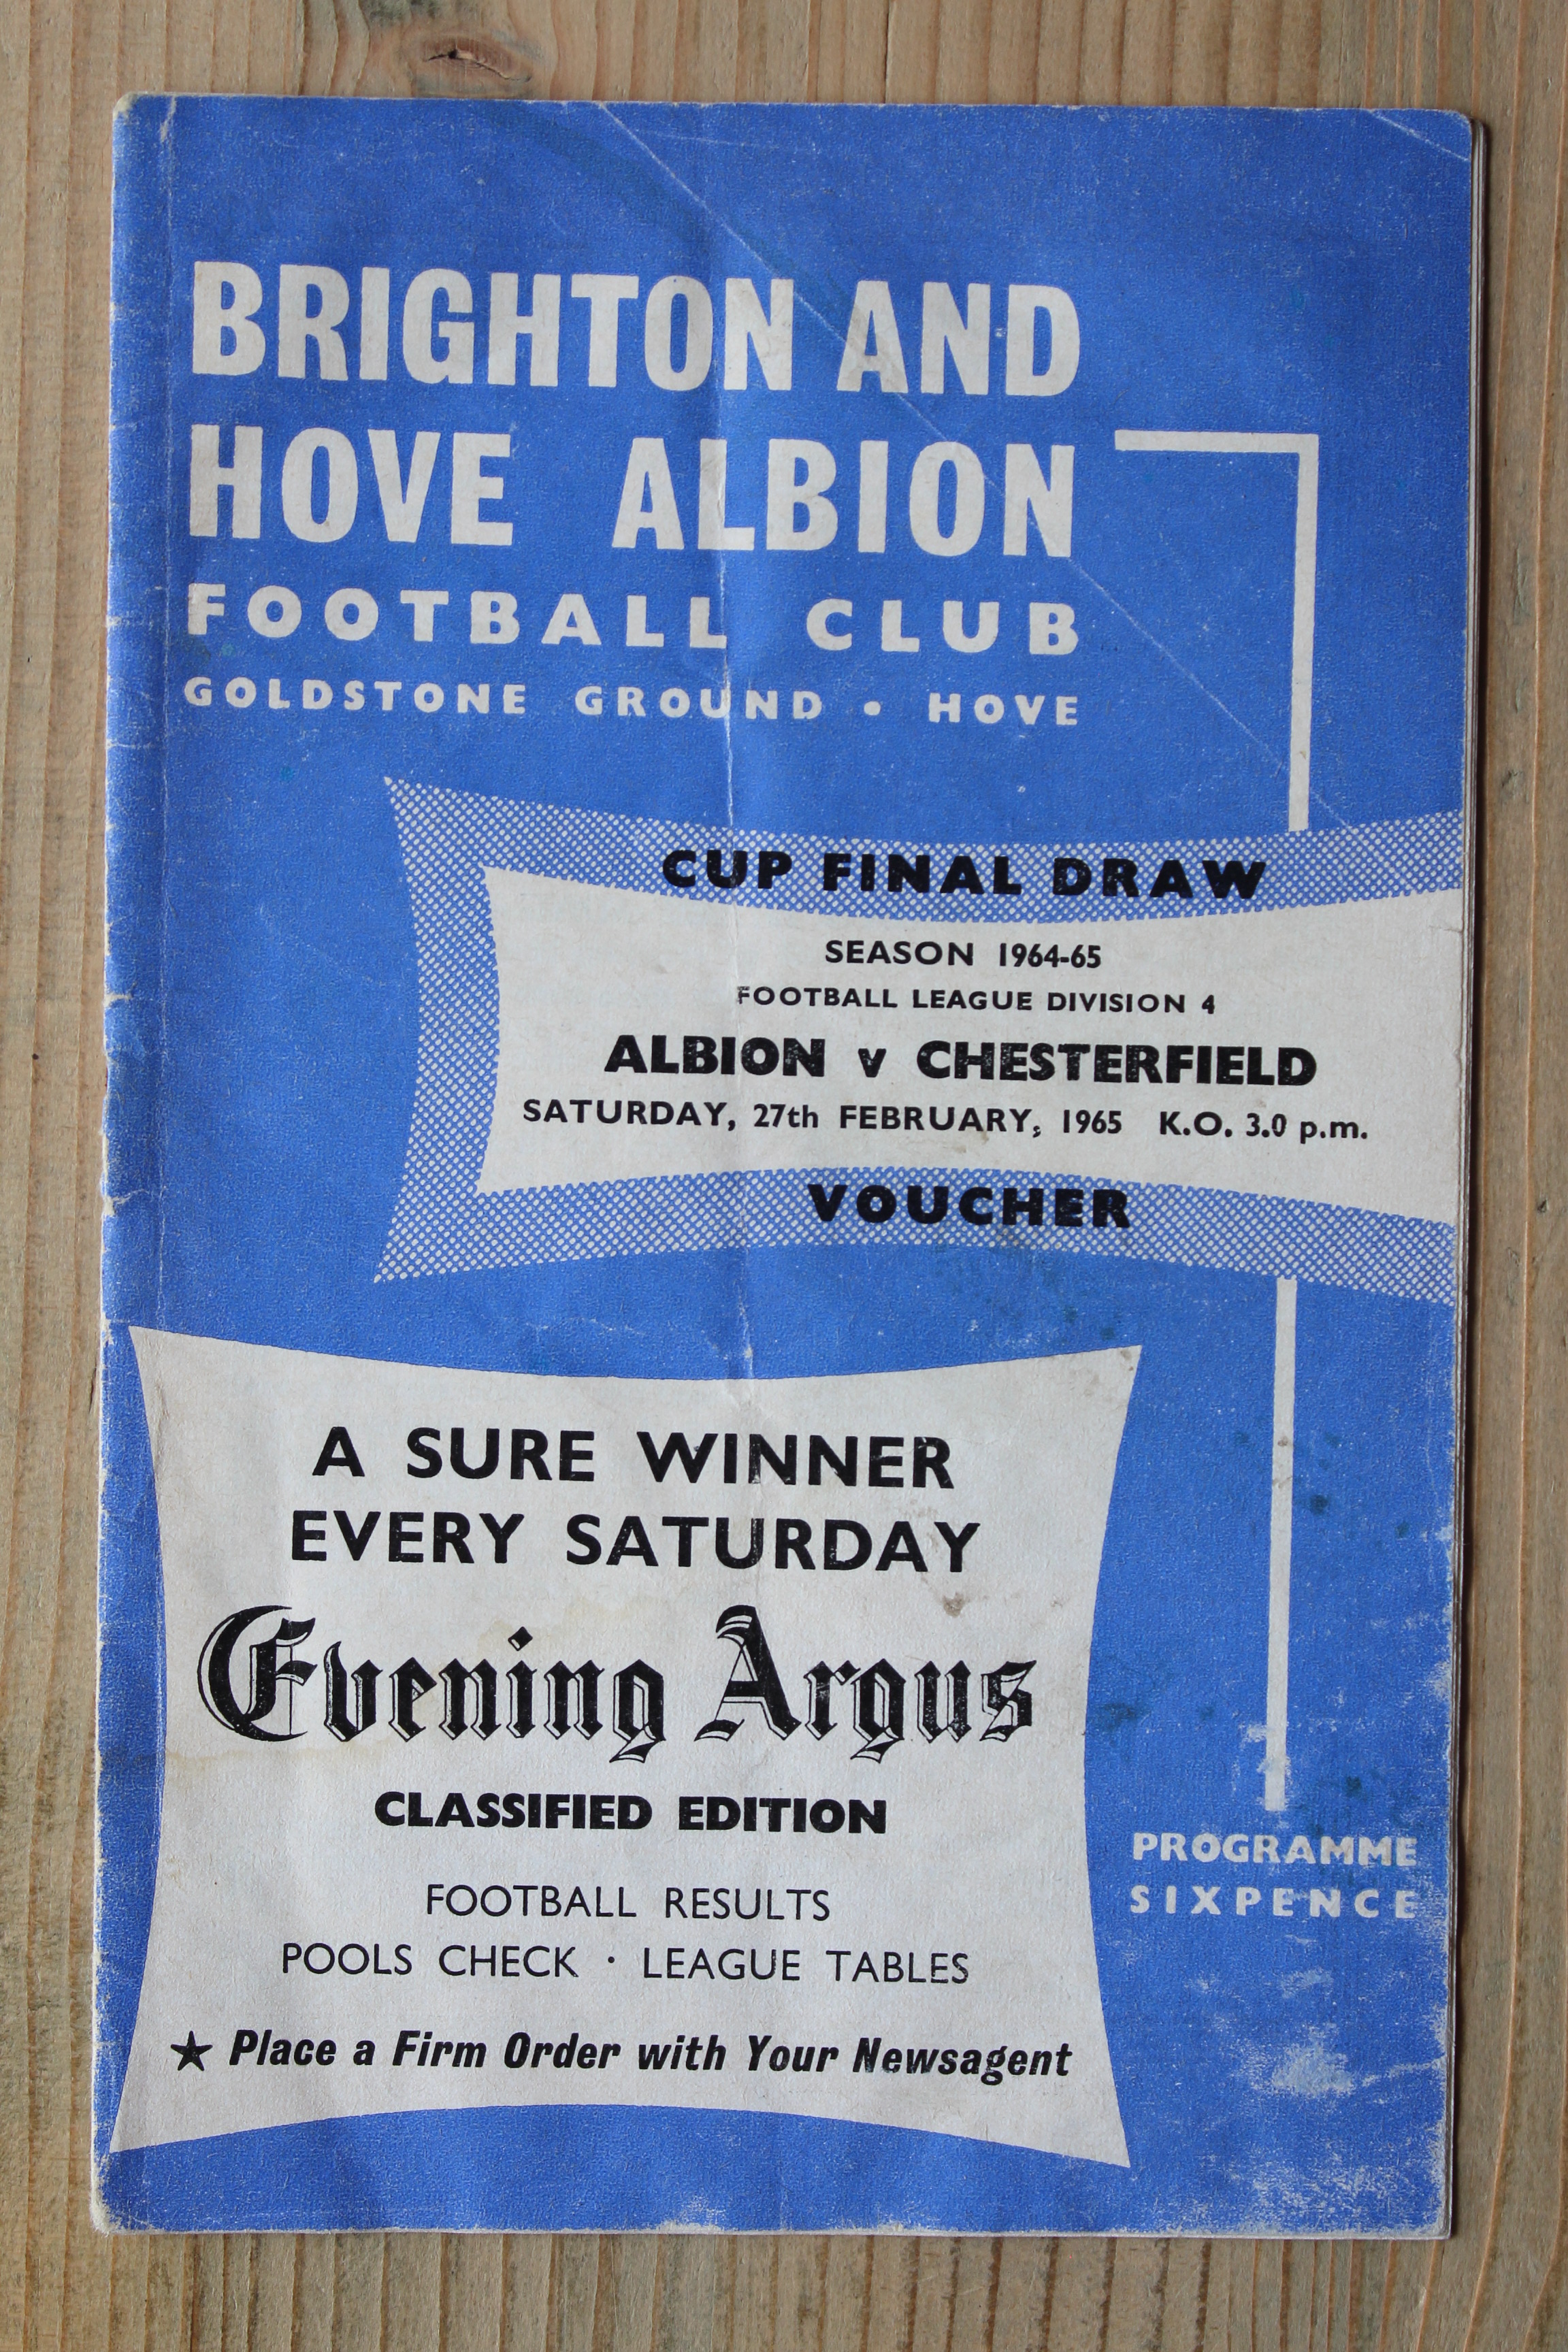 BRIGHTON AND
HOVE ALBION
FOOTBALL CLUB
GOLDSTONE GROUND • HOVE
CUP FINAL DRAW
SEASON 1964-65
FOOTBALL LEAGUE DIVISION 4
ALBION v CHESTERFIELD
SATURDAY, 27th FEBRUARY, 1965 K.O. 3.0 p.m.
VOUCHER
A SURE WINNER
EVERY SATURDAY
Evening Argus
CLASSIFIED EDITION
FOOTBALL RESULTS
POOLS CHECK · LEAGUE TABLES
★ Place a Firm Order with Your Newsagent
PROGRAMME
SIXPENCE